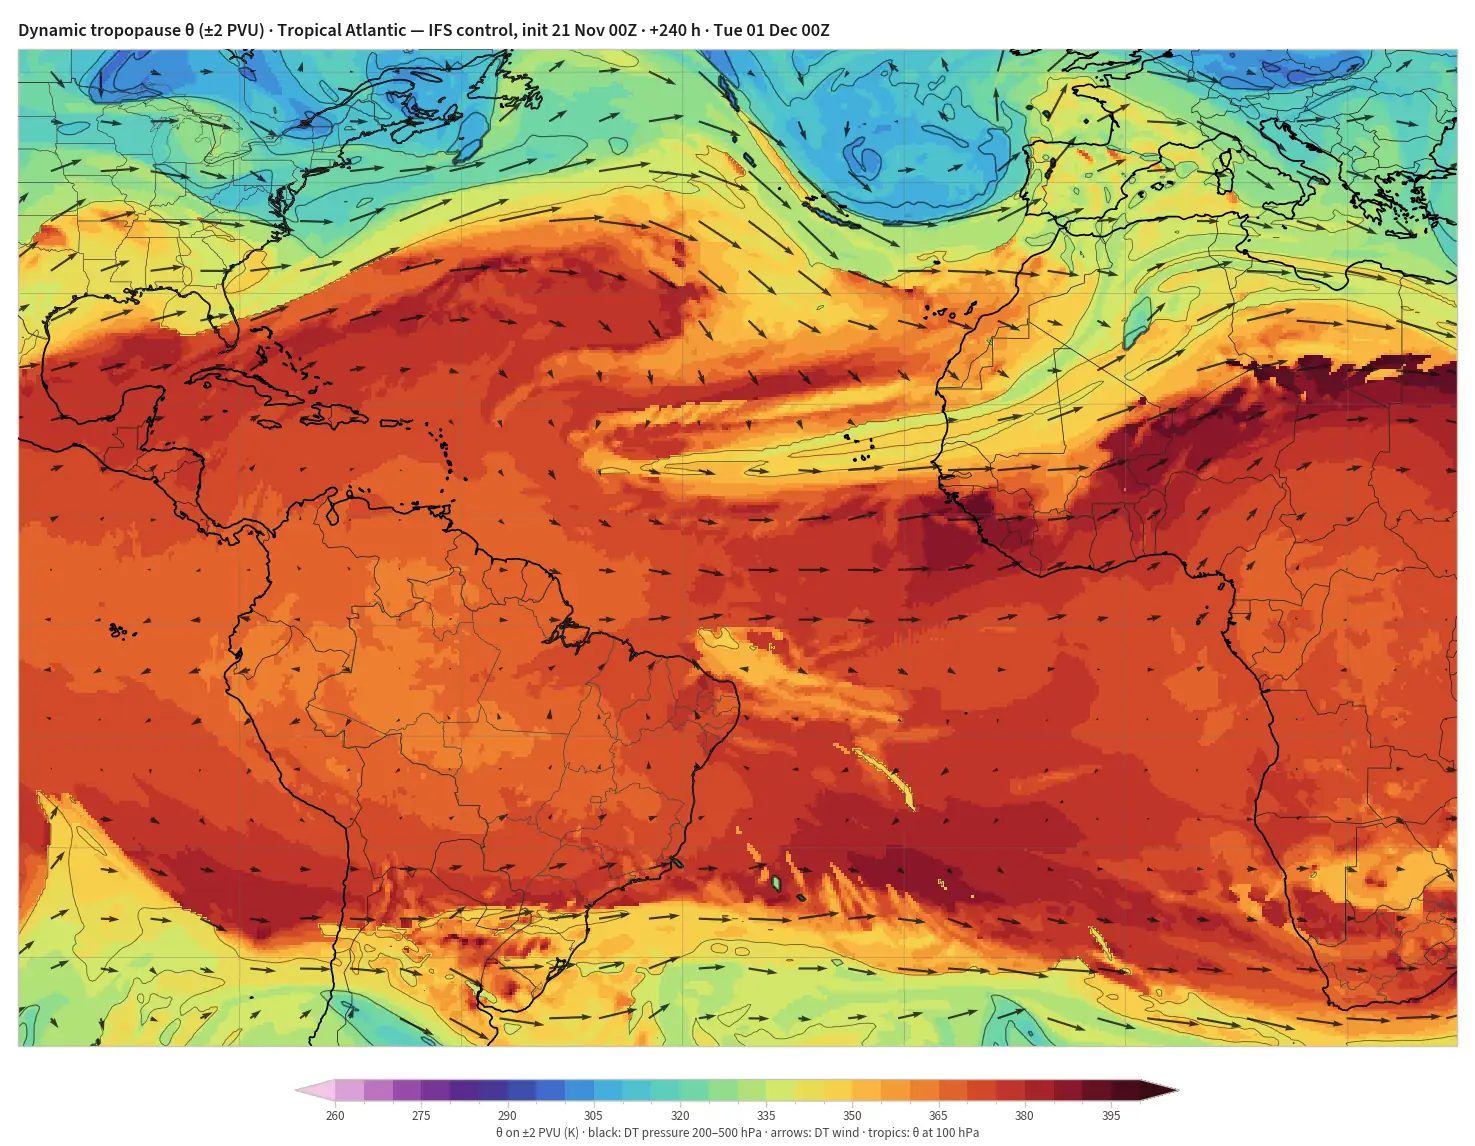 Dynamic tropopause θ (±2 PVU) · Tropical Atlantic — IFS control, init 21 Nov 00Z · +240 h · Tue 01 Dec 00Z
260 275 290 305 320 335 350 365 380 395
θ on ±2 PVU (K) · black: DT pressure 200–500 hPa · arrows: DT wind · tropics: θ at 100 hPa